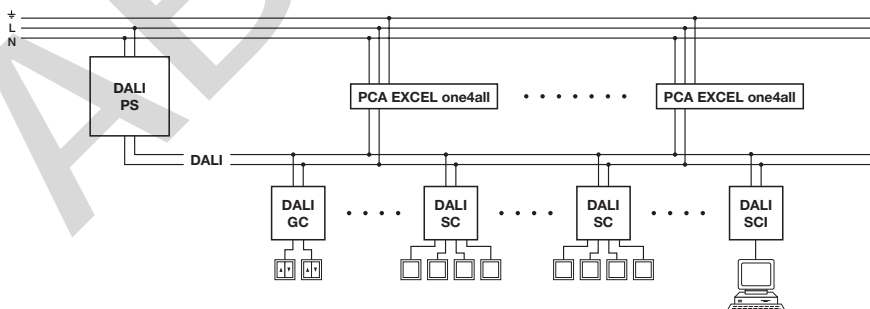 L
N
DALI
PS
PCA EXCEL one4all
PCA EXCEL one4all
DALI
DALI
GC
DALI
SC
DALI
SC
DALI
SCI